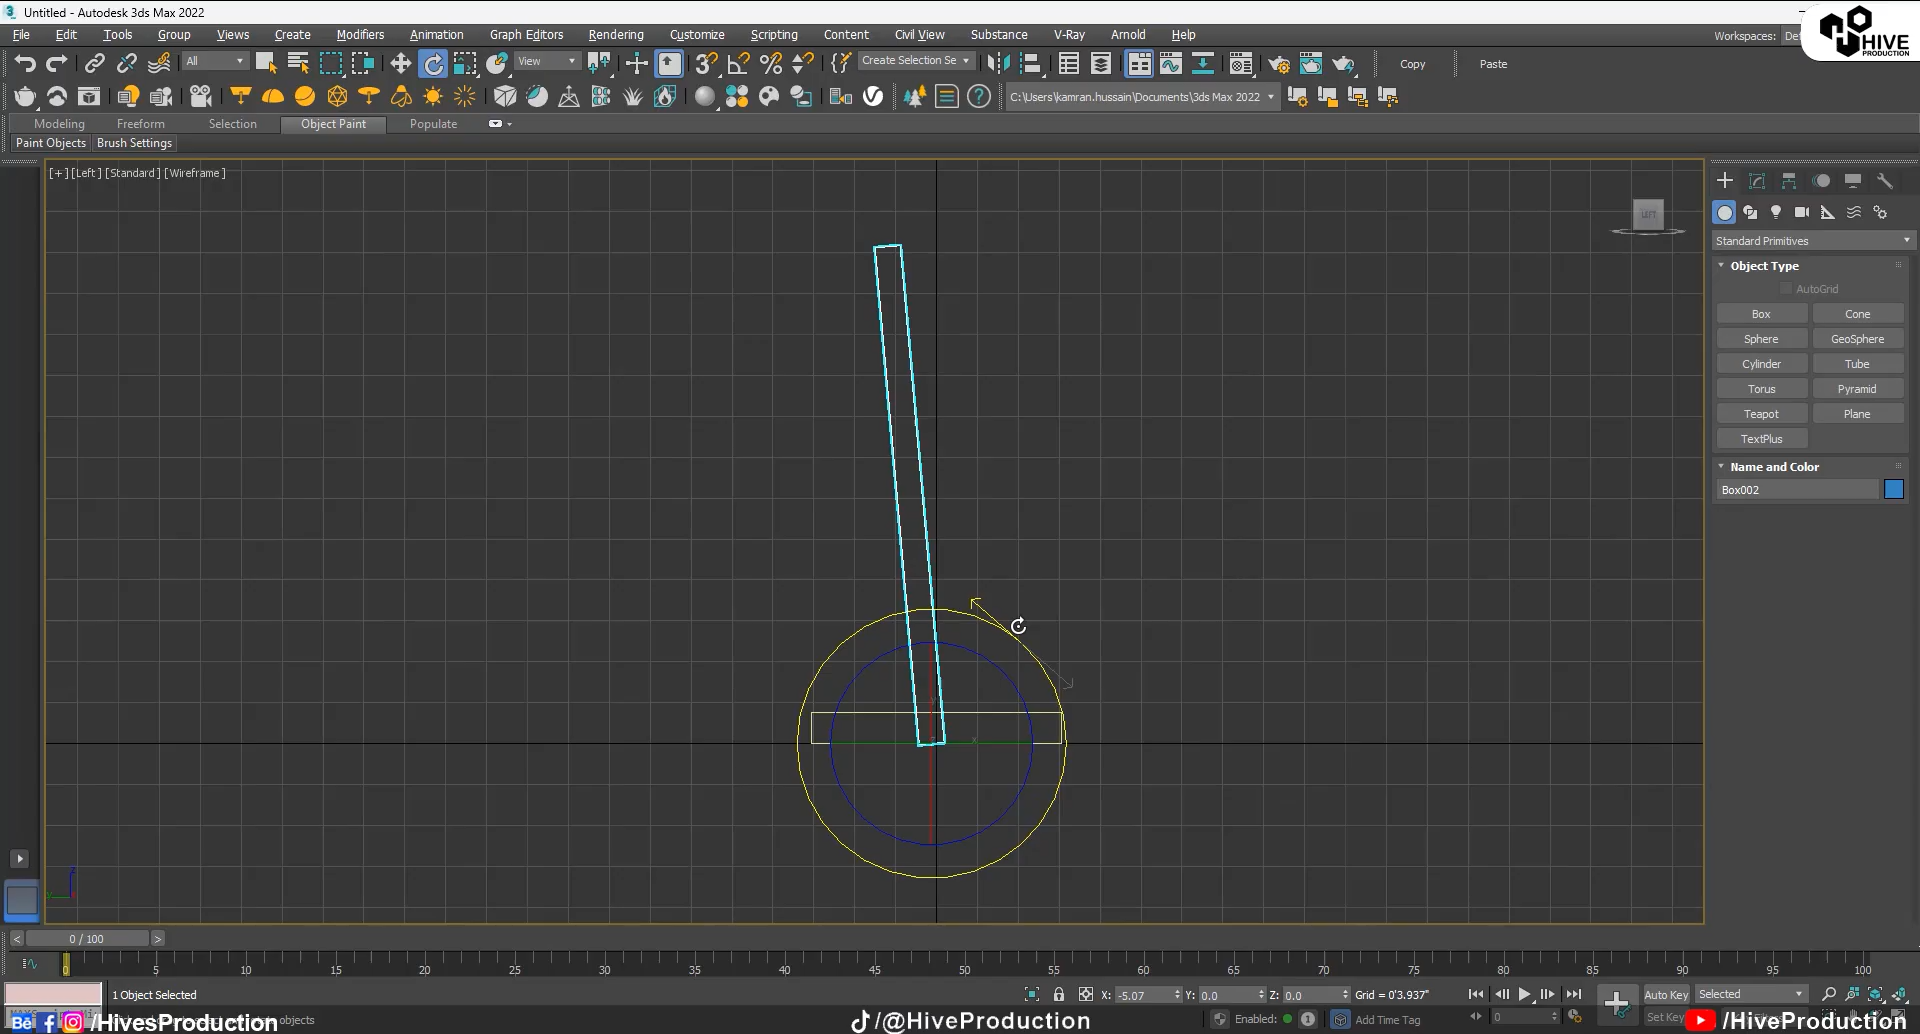 Untitled - Autodesk 3ds Max 2022
File Edit Tools Group Views Create Modifiers Animation Graph Editors Rendering Customize Scripting Content Civil View Substance V-Ray Arnold Help
Workspaces:
HIVE
PRODUCTION
All
View
Create Selection Se
Copy
Paste
C:\Users\kamran.hussain\Documents\3ds Max 2022
Modeling Freeform Selection Object Paint Populate
Paint Objects Brush Settings
[+] [Left] [Standard] [Wireframe]
Standard Primitives
Object Type
AutoGrid
Box Cone
Sphere GeoSphere
Cylinder Tube
Torus Pyramid
Teapot Plane
TextPlus
Name and Color
Box002
0 / 100
0 5 10 15 20 25 30 35 40 45 50 55 60 65 70 75 80 85 90 95 100
1 Object Selected
X: -5.07 Y: 0.0 Z: 0.0 Grid = 0'3.937"
Auto Key Selected
/HivesProduction
/@HiveProduction
Enabled:
Add Time Tag
0
Set Key
/HiveProduction